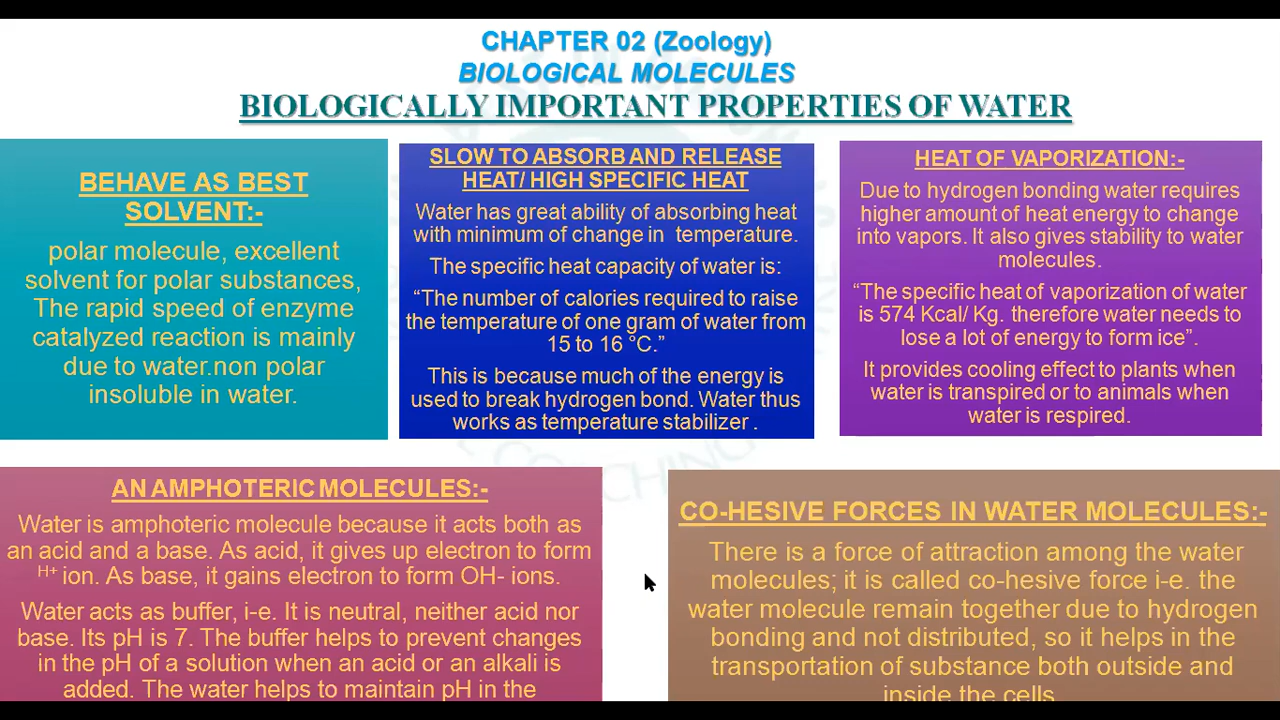 CHAPTER 02 (Zoology)
BIOLOGICAL MOLECULES
BIOLOGICALLY IMPORTANT PROPERTIES OF WATER
BEHAVE AS BEST
SOLVENT:-
polar molecule, excellent
solvent for polar substances,
The rapid speed of enzyme
catalyzed reaction is mainly
due to water.non polar
insoluble in water.
SLOW TO ABSORB AND RELEASE
HEAT/ HIGH SPECIFIC HEAT
Water has great ability of absorbing heat
with minimum of change in temperature.
The specific heat capacity of water is:
“The number of calories required to raise
the temperature of one gram of water from
15 to 16 °C.”
This is because much of the energy is
used to break hydrogen bond. Water thus
works as temperature stabilizer .
HEAT OF VAPORIZATION:-
Due to hydrogen bonding water requires
higher amount of heat energy to change
into vapors. It also gives stability to water
molecules.
“The specific heat of vaporization of water
is 574 Kcal/ Kg. therefore water needs to
lose a lot of energy to form ice”.
It provides cooling effect to plants when
water is transpired or to animals when
water is respired.
AN AMPHOTERIC MOLECULES:-
Water is amphoteric molecule because it acts both as
an acid and a base. As acid, it gives up electron to form
H+ ion. As base, it gains electron to form OH- ions.
Water acts as buffer, i-e. It is neutral, neither acid nor
base. Its pH is 7. The buffer helps to prevent changes
in the pH of a solution when an acid or an alkali is
added. The water helps to maintain pH in the
CO-HESIVE FORCES IN WATER MOLECULES:-
There is a force of attraction among the water
molecules; it is called co-hesive force i-e. the
water molecule remain together due to hydrogen
bonding and not distributed, so it helps in the
transportation of substance both outside and
inside the cells.